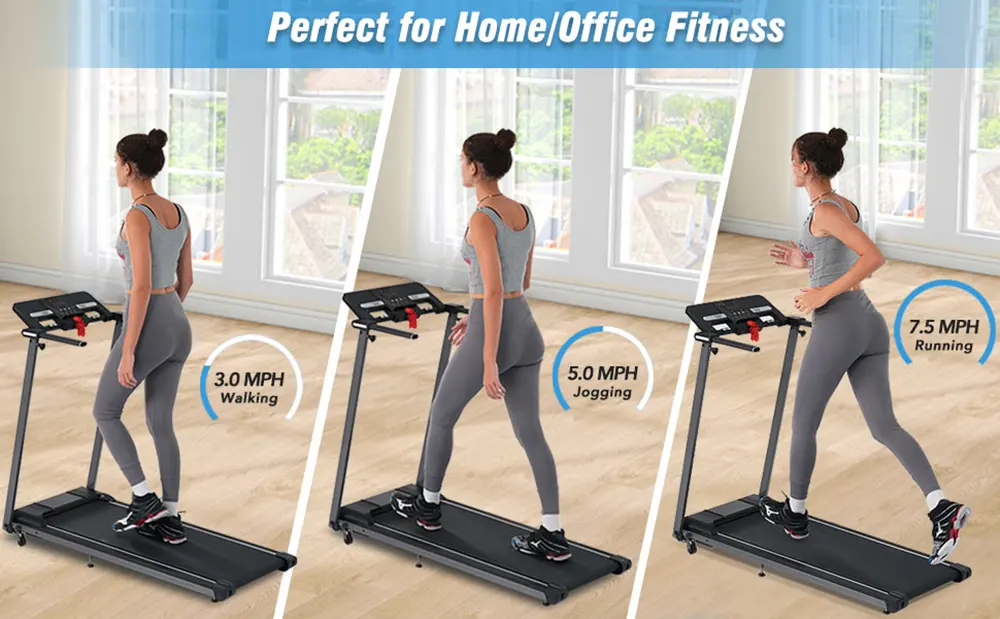 Perfect for Home/Office Fitness
3.0 MPH
Walking
5.0 MPH
Jogging
7.5 MPH
Running